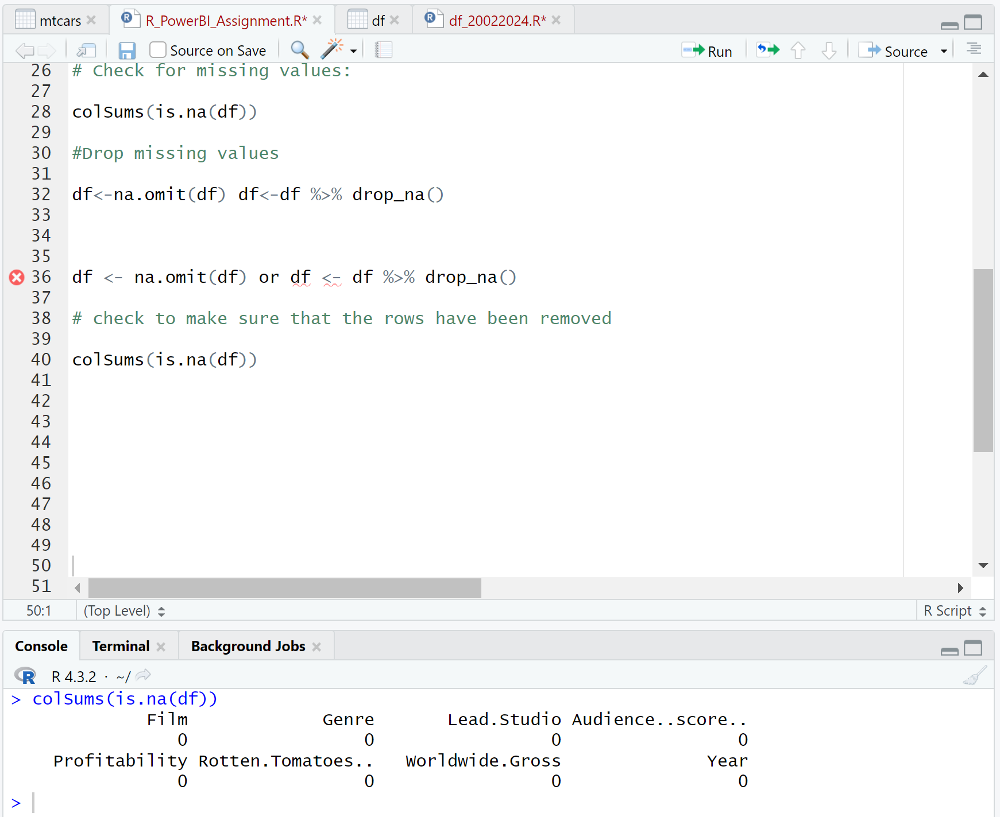 mtcars R_PowerBI_Assignment.R* df df_20022024.R*
Source on Save Run Source
26 # Check for missing values:
27
28 colSums(is.na(df))
29
30 #Drop missing values
31
32 df<-na.omit(df) df<-df %>% drop_na()
33
34
35
36 df <- na.omit(df) or df <- df %>% drop_na()
37
38 # check to make sure that the rows have been removed
39
40 colSums(is.na(df))
41
42
43
44
45
46
47
48
49
50
51
50:1 (Top Level) R Script
Console Terminal Background Jobs
R 4.3.2 · ~/
> colSums(is.na(df))
Film Genre Lead.Studio Audience..score..
0 0 0 0
Profitability Rotten.Tomatoes.. Worldwide.Gross Year
0 0 0 0
>